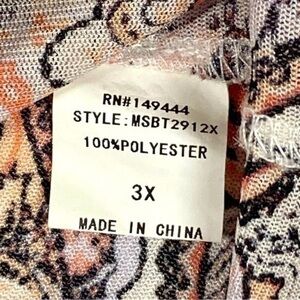 RN#149444
STYLE:MSBT2912X
100%POLYESTER
3X
MADE IN CHINA